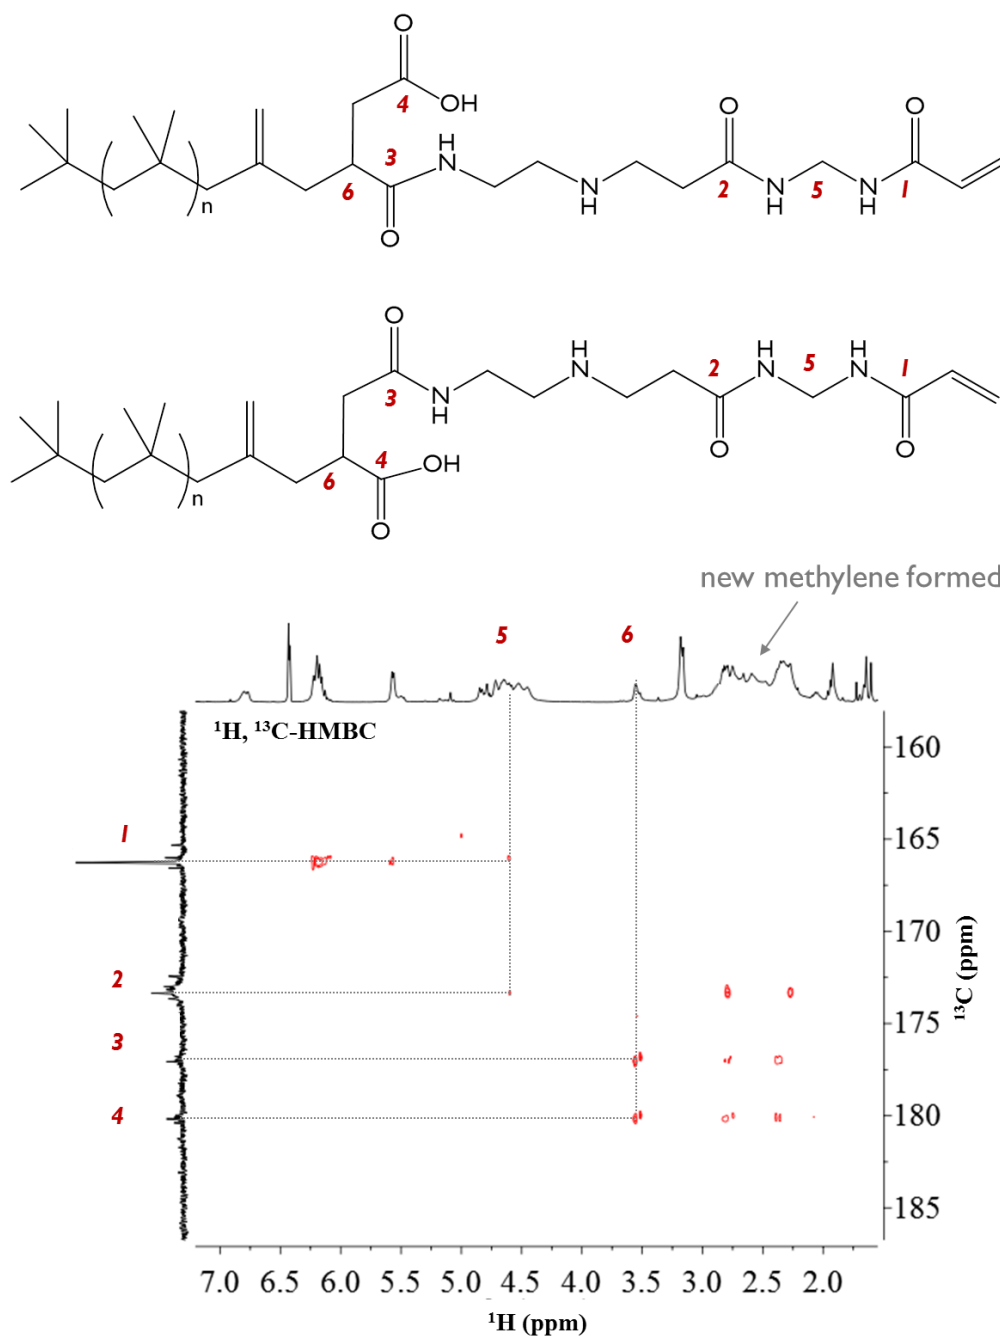 O
4 OH
3 H N O O
6 n O N H 2 N H 5 N H 1
O
3 N H H N 2 H N 5 H N 1
4 OH O O
6 n O
new methylene formed
5 6
¹H, ¹³C-HMBC
160
1 165
170
2
175
3
4 180
185
¹³C (ppm)
7.0 6.5 6.0 5.5 5.0 4.5 4.0 3.5 3.0 2.5 2.0
¹H (ppm)